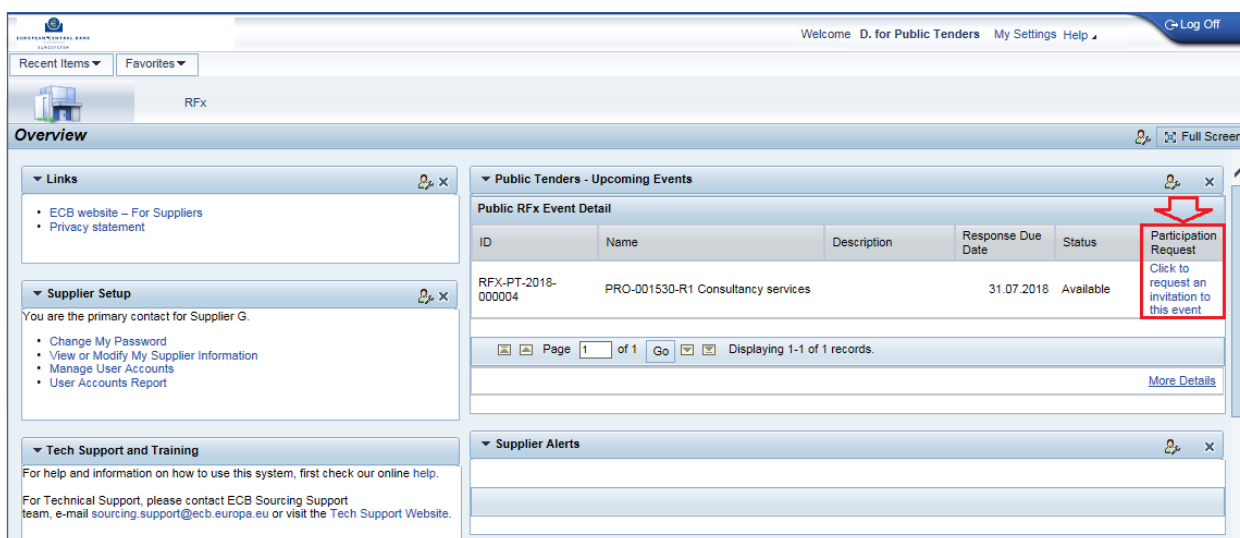 EUROPEAN CENTRAL BANK
EUROSYSTEM
Welcome D. for Public Tenders My Settings Help
Log Off
Recent Items Favorites
RFx
Overview
Full Screen
Links
• ECB website – For Suppliers
• Privacy statement
Supplier Setup
You are the primary contact for Supplier G.
• Change My Password
• View or Modify My Supplier Information
• Manage User Accounts
• User Accounts Report
Tech Support and Training
For help and information on how to use this system, first check our online help.
For Technical Support, please contact ECB Sourcing Support
team, e-mail sourcing.support@ecb.europa.eu or visit the Tech Support Website.
Public Tenders - Upcoming Events
Public RFx Event Detail
ID Name Description Response Due Date Status Participation Request
RFX-PT-2018-000004 PRO-001530-R1 Consultancy services 31.07.2018 Available
Click to
request an
invitation to
this event
Page 1 of 1 Go Displaying 1-1 of 1 records.
More Details
Supplier Alerts